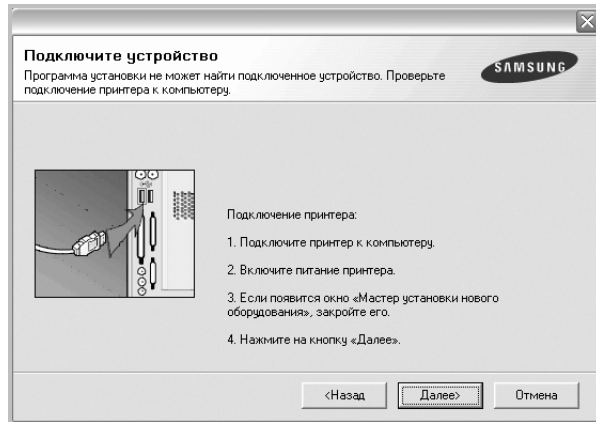 Подключите устройство
Программа установки не может найти подключенное устройство. Проверьте
подключение принтера к компьютеру.
SAMSUNG
Подключение принтера:
1. Подключите принтер к компьютеру.
2. Включите питание принтера.
3. Если появится окно «Мастер установки нового
оборудования», закройте его.
4. Нажмите на кнопку «Далее».
<Назад
Далее>
Отмена